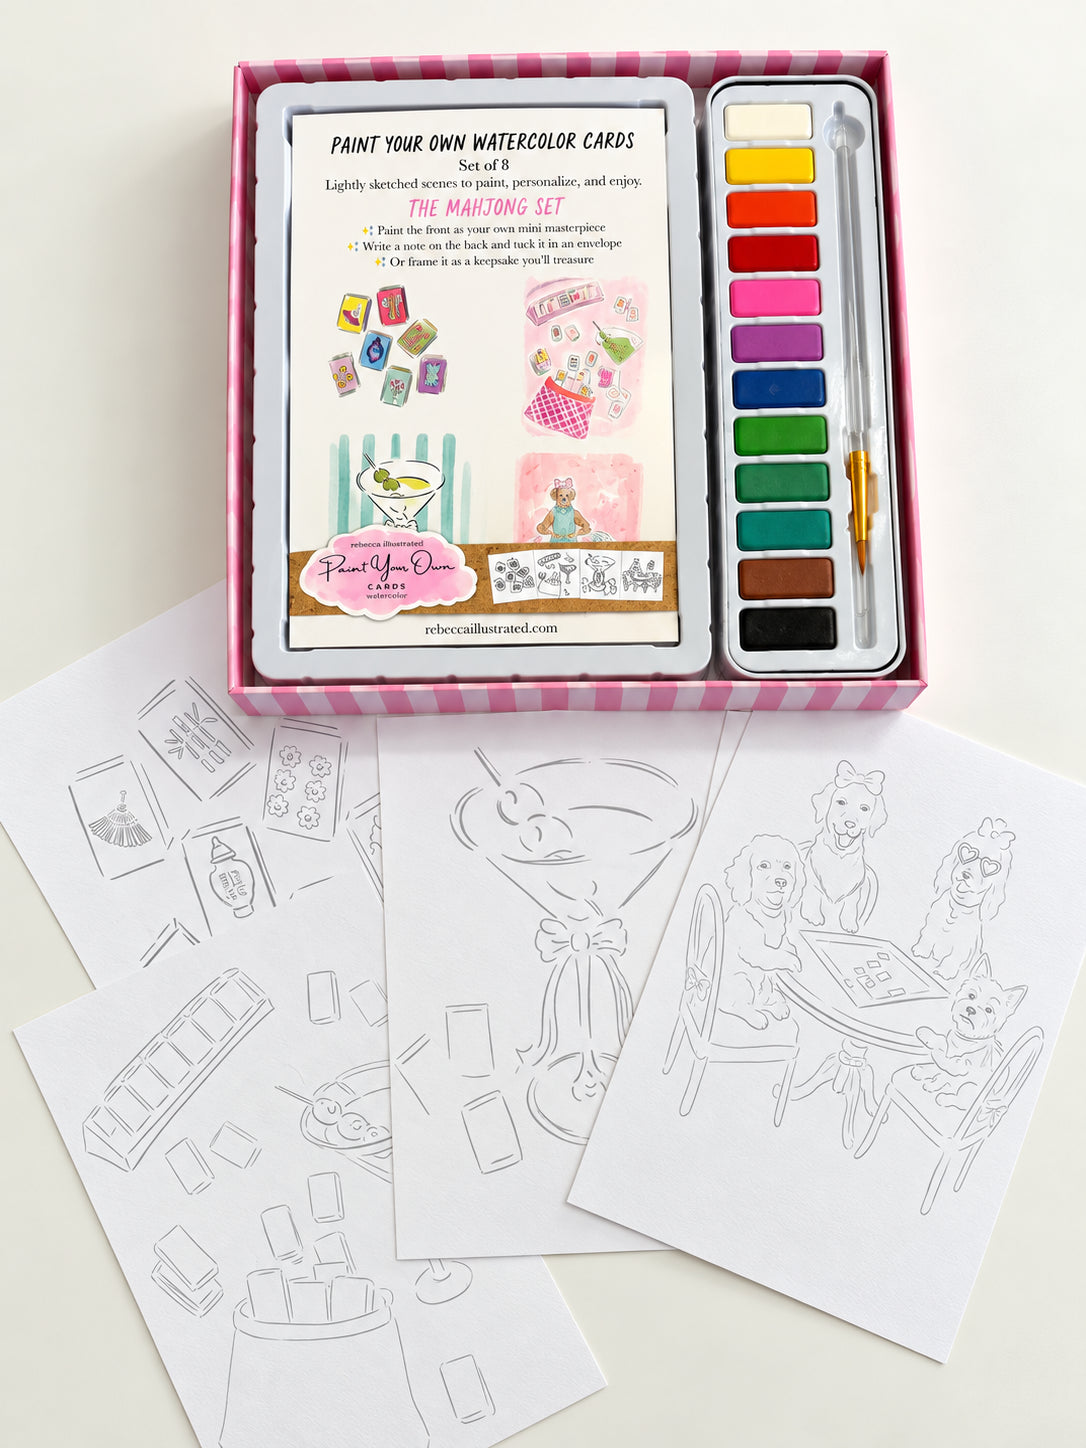 PAINT YOUR OWN WATERCOLOR CARDS
Set of 8
Lightly sketched scenes to paint, personalize, and enjoy.
THE MAHJONG SET
Paint the front as your own mini masterpiece
Write a note on the back and tuck it in an envelope
Or frame it as a keepsake you'll treasure
rebecca illustrated
Paint Your Own
CARDS
watercolor
rebeccaillustrated.com